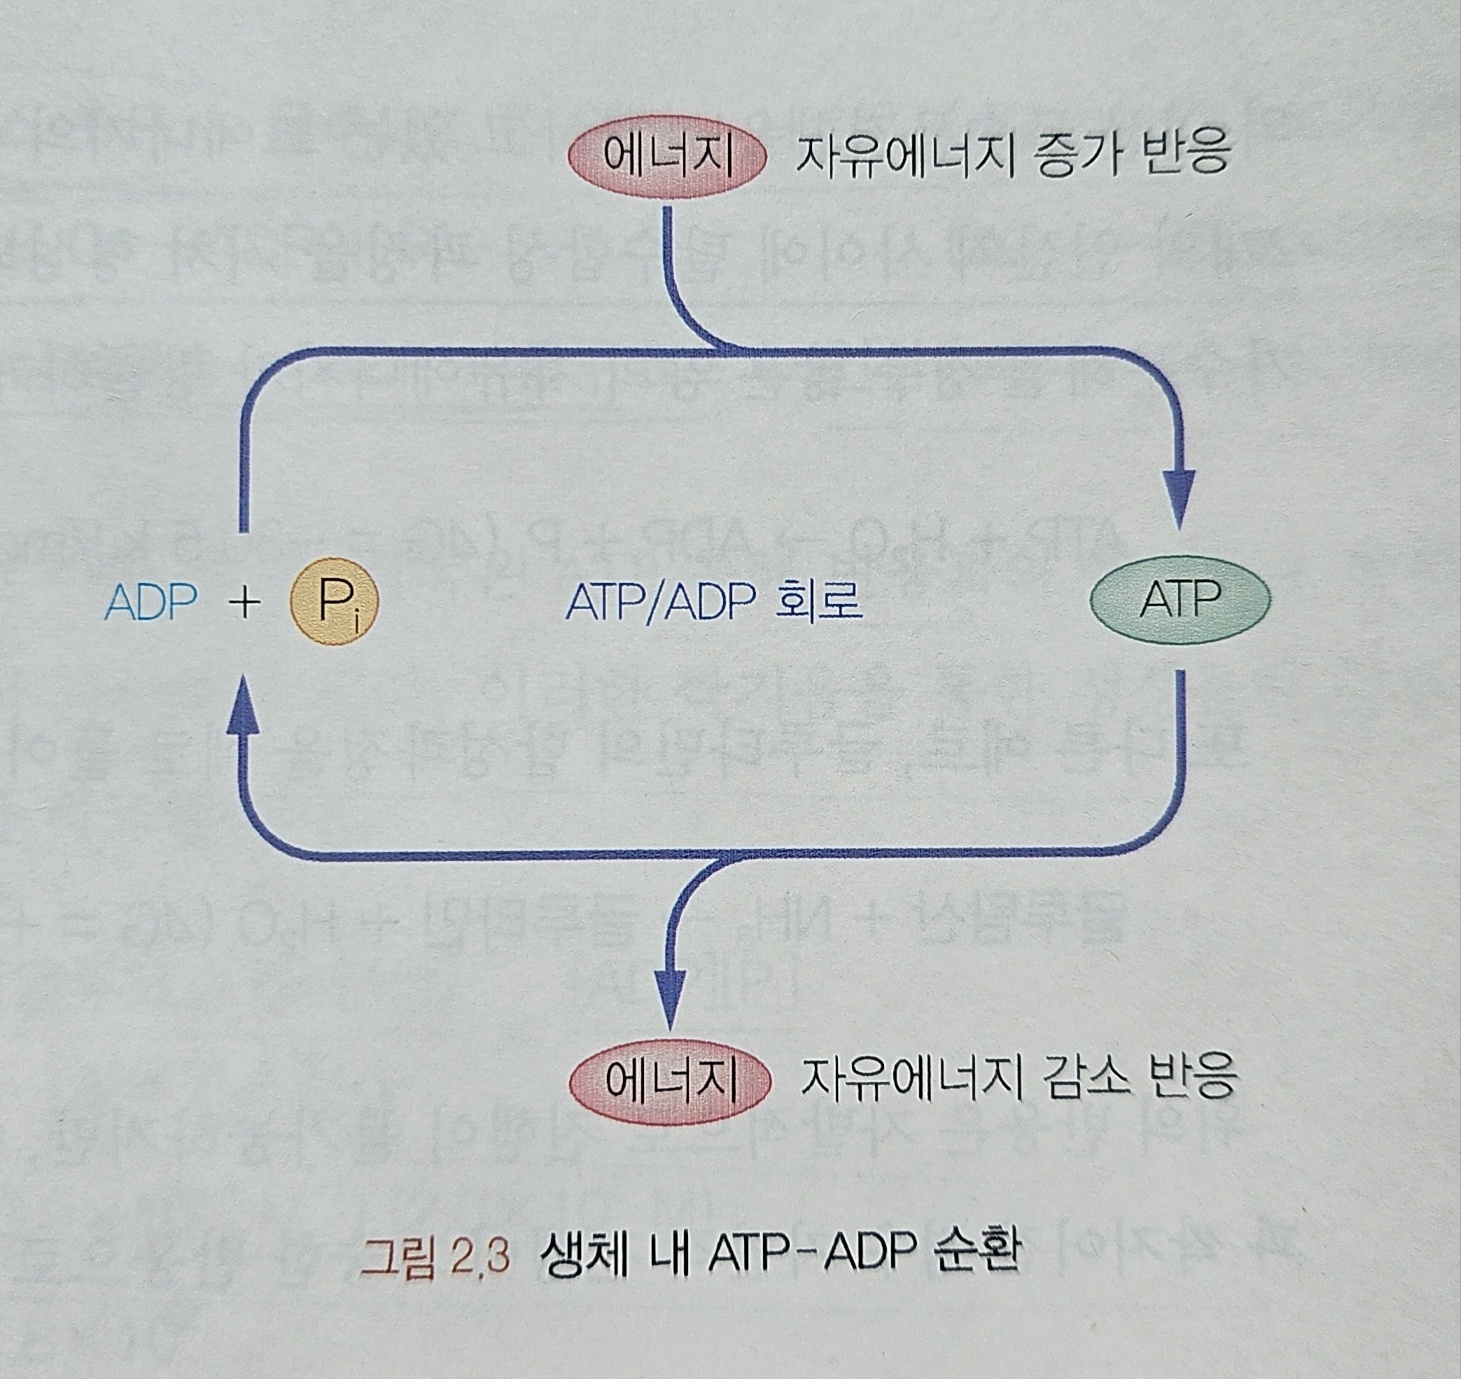 에너지 자유에너지 증가 반응
ADP + Pi ATP/ADP 회로 ATP
에너지 자유에너지 감소 반응
그림 2.3 생체 내 ATP-ADP 순환